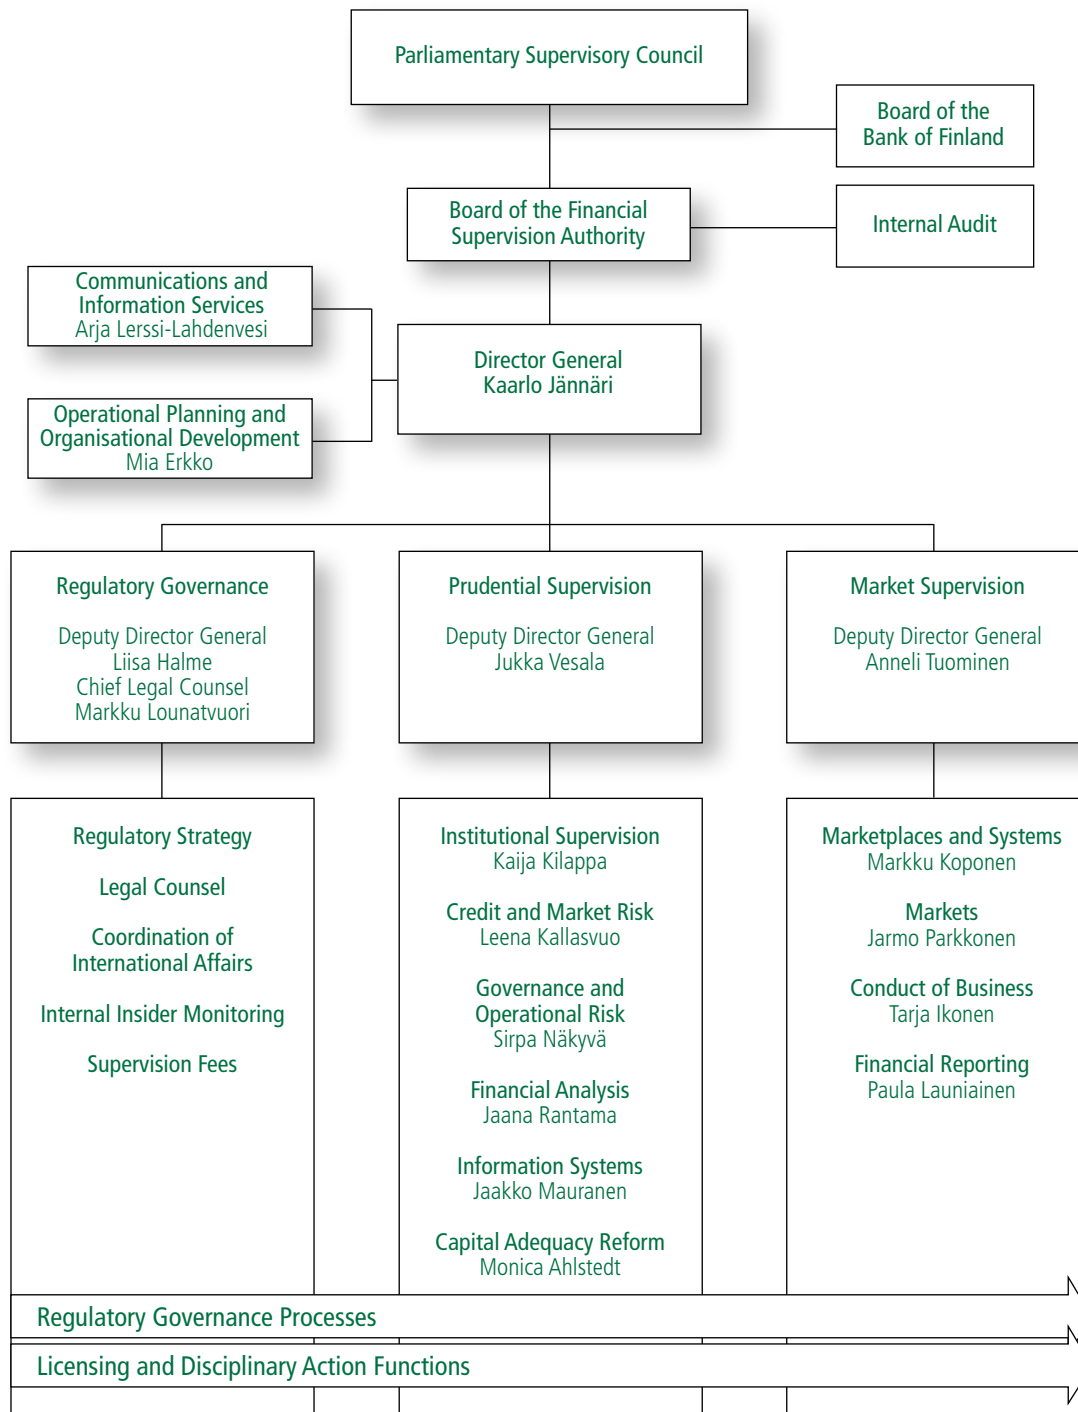 Parliamentary Supervisory Council
Board of the
Bank of Finland
Board of the Financial
Supervision Authority
Internal Audit
Communications and
Information Services
Arja Lerssi-Lahdenvesi
Director General
Kaarlo Jännäri
Operational Planning and
Organisational Development
Mia Erkko
Regulatory Governance
Deputy Director General
Liisa Halme
Chief Legal Counsel
Markku Lounatvuori
Prudential Supervision
Deputy Director General
Jukka Vesala
Market Supervision
Deputy Director General
Anneli Tuominen
Regulatory Strategy
Legal Counsel
Coordination of
International Affairs
Internal Insider Monitoring
Supervision Fees
Institutional Supervision
Kaija Kilappa
Credit and Market Risk
Leena Kallasvuo
Governance and
Operational Risk
Sirpa Näkyvä
Financial Analysis
Jaana Rantama
Information Systems
Jaakko Mauranen
Capital Adequacy Reform
Monica Ahlstedt
Marketplaces and Systems
Markku Koponen
Markets
Jarmo Parkkonen
Conduct of Business
Tarja Ikonen
Financial Reporting
Paula Launiainen
Regulatory Governance Processes
Licensing and Disciplinary Action Functions